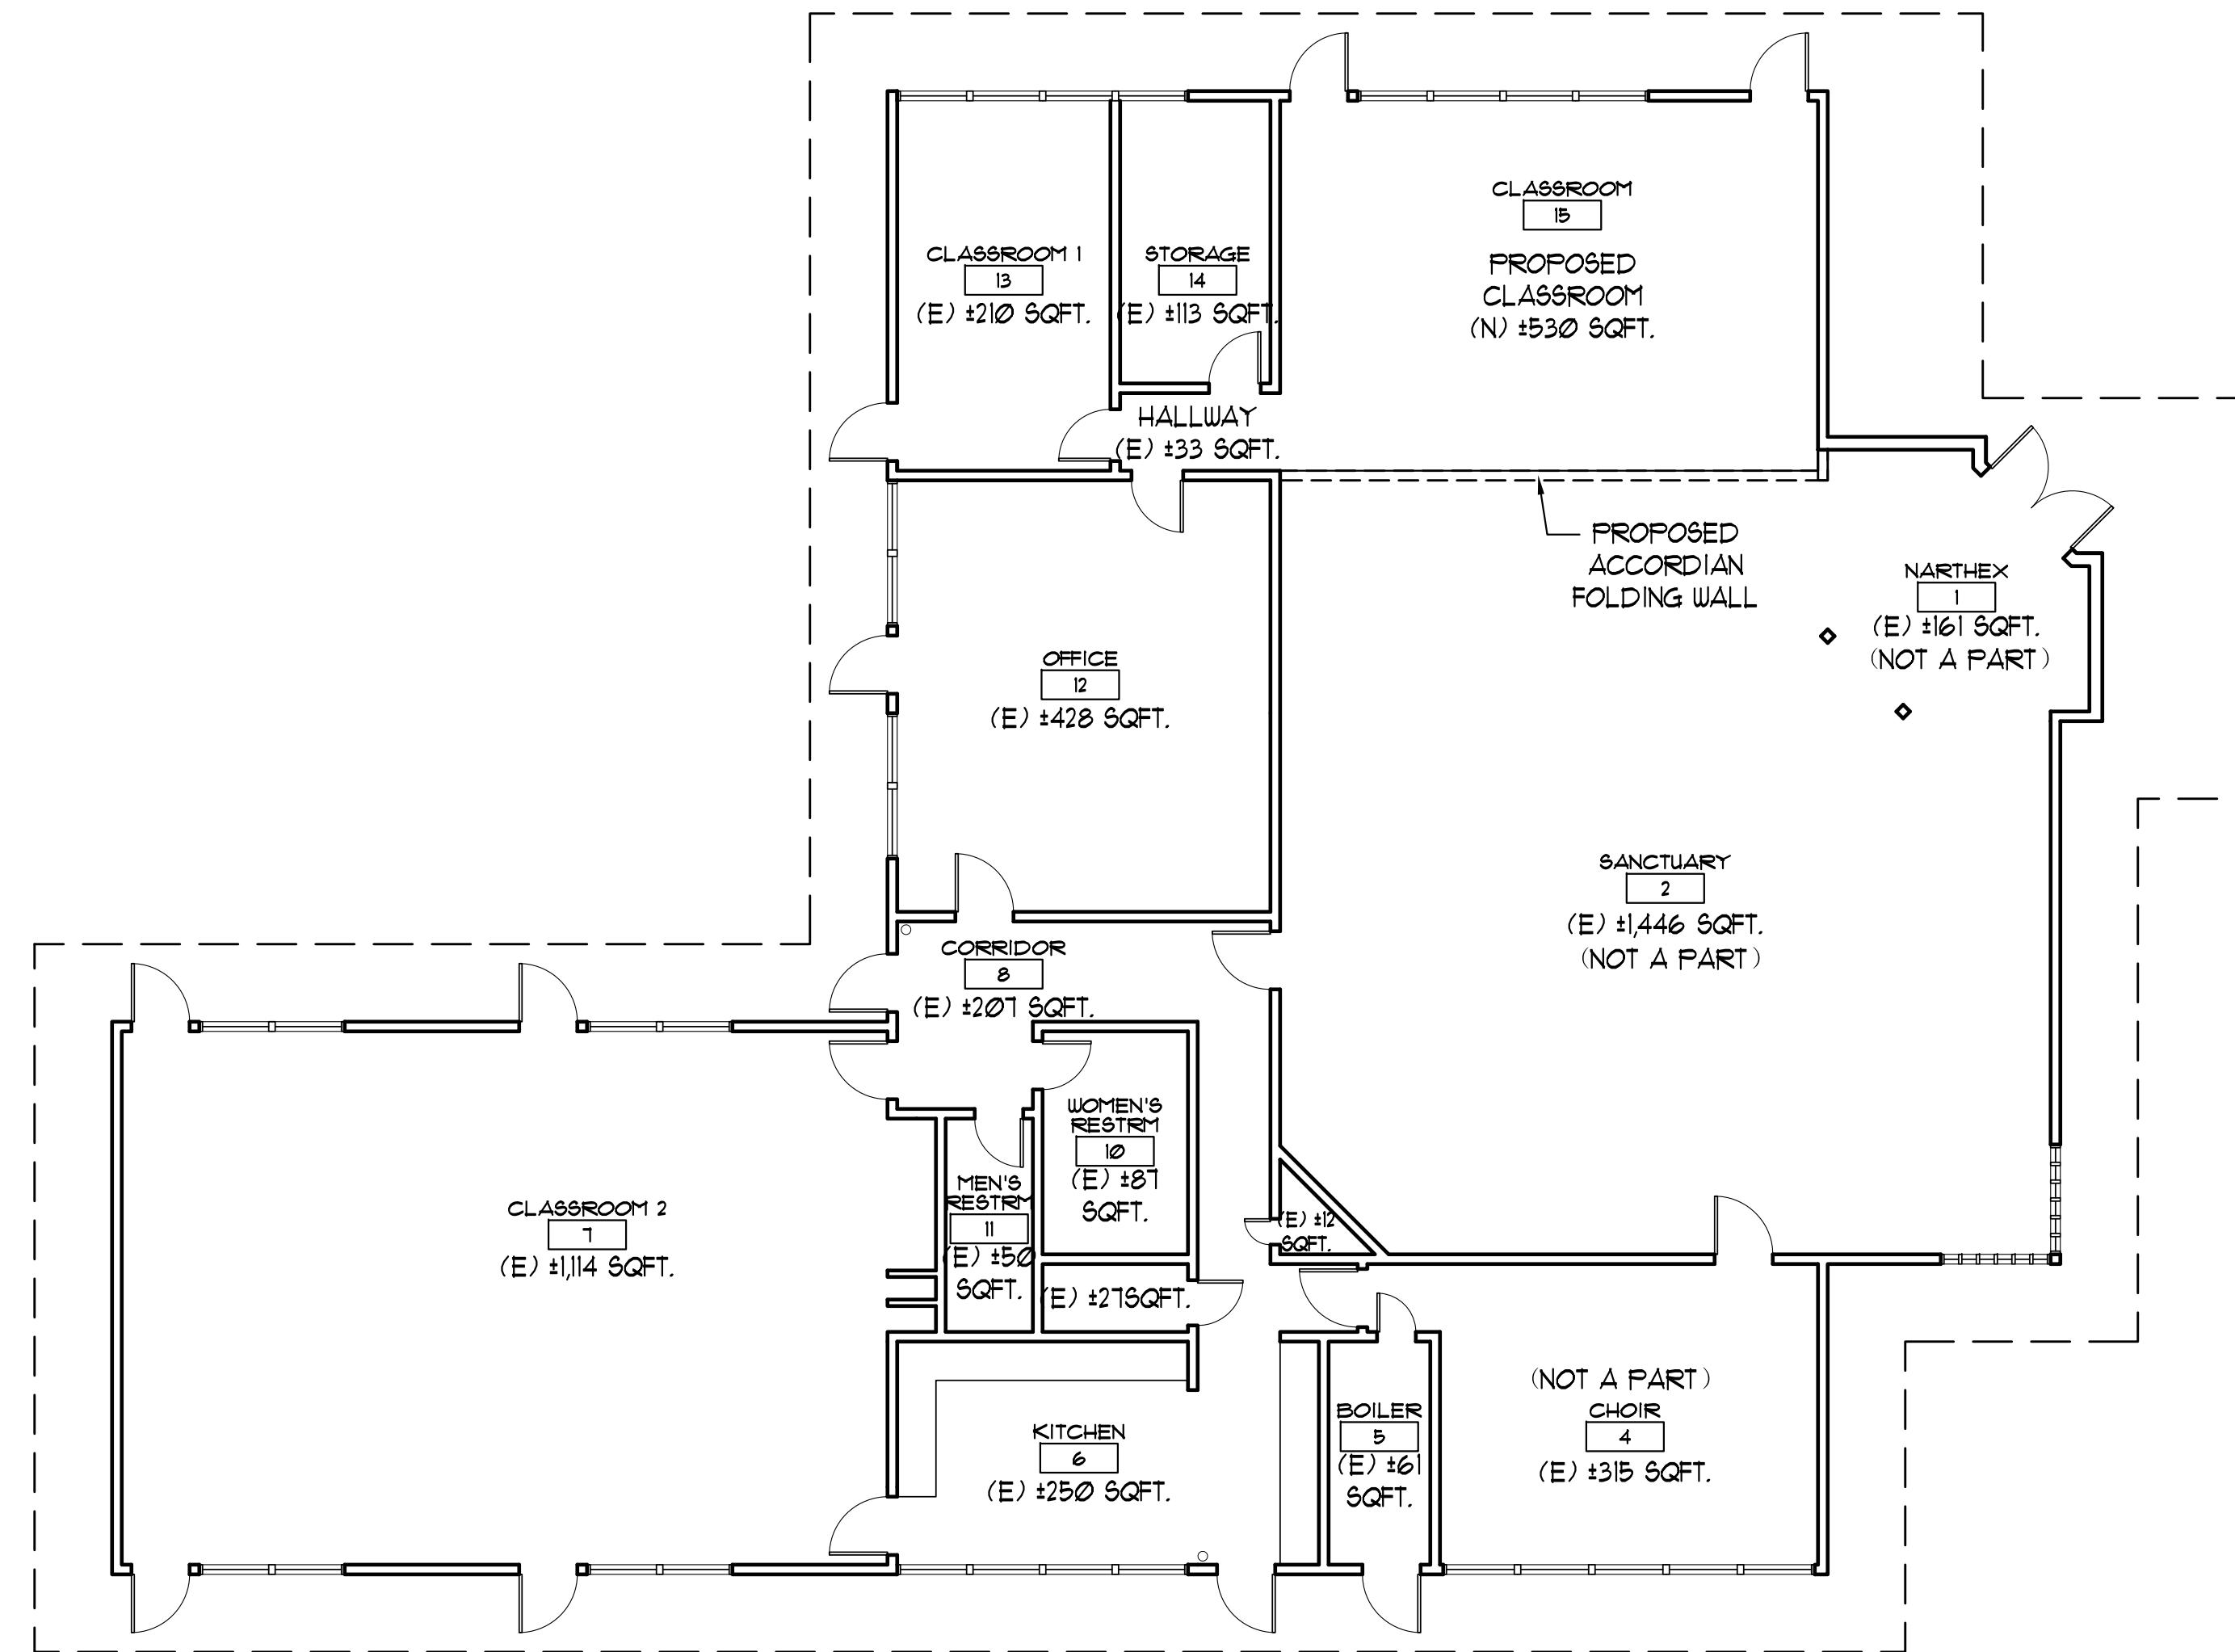 CLASSROOM
15
PROPOSED
CLASSROOM
(N) ±530 SQFT.
CLASSROOM 1
13
(E) ±210 SQFT.
STORAGE
14
(E) ±113 SQFT.
HALLWAY
(E) ±33 SQFT.
PROPOSED
ACCORDIAN
FOLDING WALL
NARTHEX
1
(E) ±161 SQFT.
(NOT A PART)
OFFICE
12
(E) ±428 SQFT.
SANCTUARY
2
(E) ±1,446 SQFT.
(NOT A PART)
CORRIDOR
8
(E) ±207 SQFT.
WOMEN'S
RESTRM
10
(E) ±87
SQFT.
MEN'S
RESTRM
11
(E) ±50
SQFT.
CLASSROOM 2
7
(E) ±1,114 SQFT.
(E) ±12
SQFT.
(E) ±27SQFT.
KITCHEN
6
(E) ±250 SQFT.
BOILER
5
(E) ±61
SQFT.
(NOT A PART)
CHOIR
4
(E) ±315 SQFT.